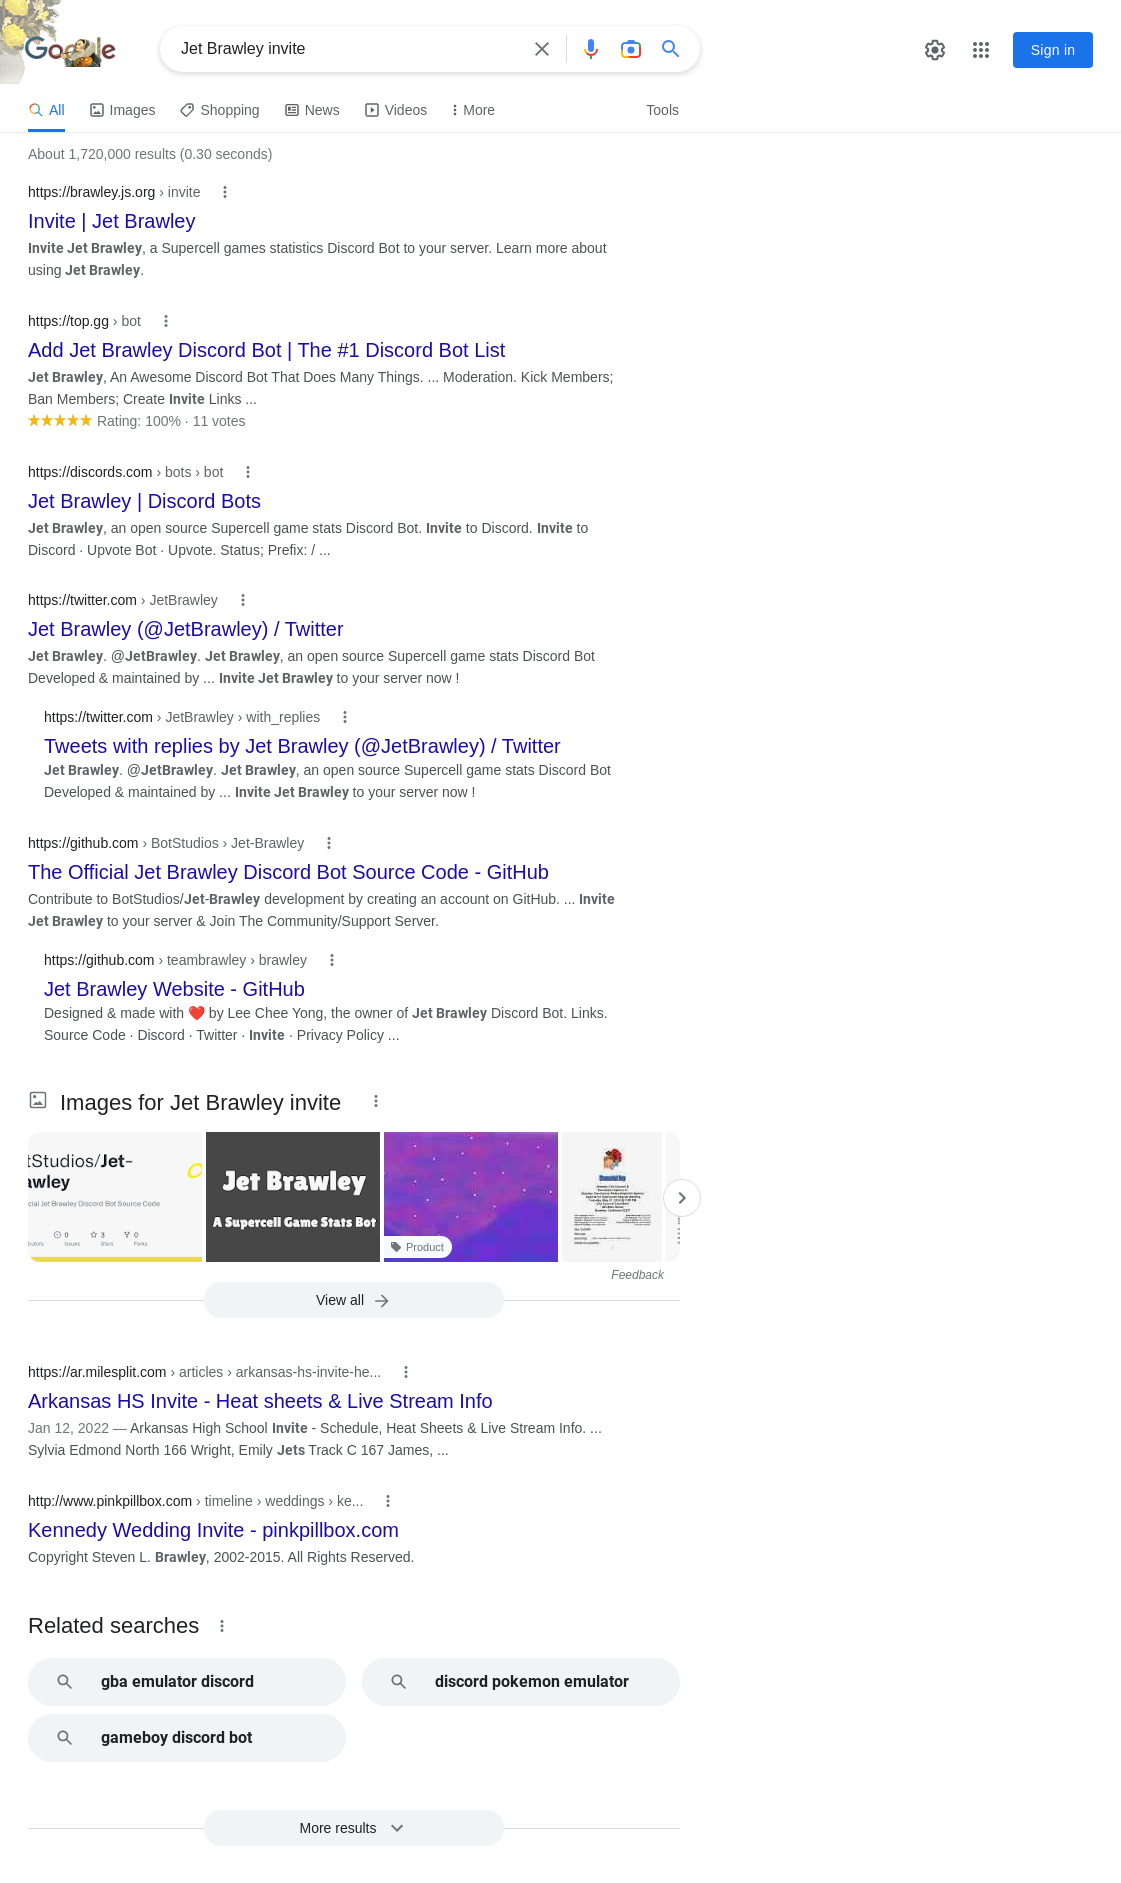 Google
Jet Brawley invite
Sign in
All
Images
Shopping
News
Videos
More
Tools
About 1,720,000 results (0.30 seconds)
https://brawley.js.org › invite
Invite | Jet Brawley
Invite Jet Brawley, a Supercell games statistics Discord Bot to your server. Learn more about
using Jet Brawley.
https://top.gg › bot
Add Jet Brawley Discord Bot | The #1 Discord Bot List
Jet Brawley, An Awesome Discord Bot That Does Many Things. ... Moderation. Kick Members;
Ban Members; Create Invite Links ...
Rating: 100% · 11 votes
https://discords.com › bots › bot
Jet Brawley | Discord Bots
Jet Brawley, an open source Supercell game stats Discord Bot. Invite to Discord. Invite to
Discord · Upvote Bot · Upvote. Status; Prefix: / ...
https://twitter.com › JetBrawley
Jet Brawley (@JetBrawley) / Twitter
Jet Brawley. @JetBrawley. Jet Brawley, an open source Supercell game stats Discord Bot
Developed & maintained by ... Invite Jet Brawley to your server now !
https://twitter.com › JetBrawley › with_replies
Tweets with replies by Jet Brawley (@JetBrawley) / Twitter
Jet Brawley. @JetBrawley. Jet Brawley, an open source Supercell game stats Discord Bot
Developed & maintained by ... Invite Jet Brawley to your server now !
https://github.com › BotStudios › Jet-Brawley
The Official Jet Brawley Discord Bot Source Code - GitHub
Contribute to BotStudios/Jet-Brawley development by creating an account on GitHub. ... Invite
Jet Brawley to your server & Join The Community/Support Server.
https://github.com › teambrawley › brawley
Jet Brawley Website - GitHub
Designed & made with ❤️ by Lee Chee Yong, the owner of Jet Brawley Discord Bot. Links.
Source Code · Discord · Twitter · Invite · Privacy Policy ...
Images for Jet Brawley invite
tStudios/Jet-
awley
cial Jet Brawley Discord Bot Source Code
0
3
0
butors
Issues
Stars
Forks
Jet Brawley
A Supercell Game Stats Bot
Product
Feedback
View all
https://ar.milesplit.com › articles › arkansas-hs-invite-he...
Arkansas HS Invite - Heat sheets & Live Stream Info
Jan 12, 2022 — Arkansas High School Invite - Schedule, Heat Sheets & Live Stream Info. ...
Sylvia Edmond North 166 Wright, Emily Jets Track C 167 James, ...
http://www.pinkpillbox.com › timeline › weddings › ke...
Kennedy Wedding Invite - pinkpillbox.com
Copyright Steven L. Brawley, 2002-2015. All Rights Reserved.
Related searches
gba emulator discord
discord pokemon emulator
gameboy discord bot
More results